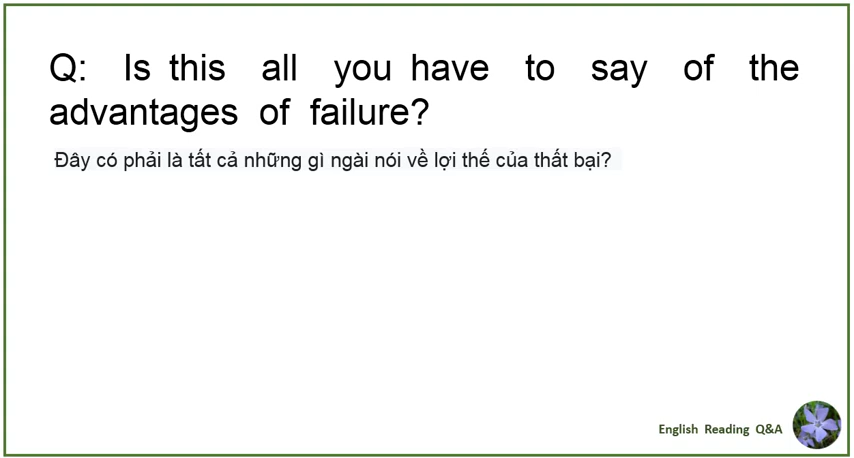 Q: Is this all you have to say of the
advantages of failure?
Đây có phải là tất cả những gì ngài nói về lợi thế của thất bại?
English Reading Q&A